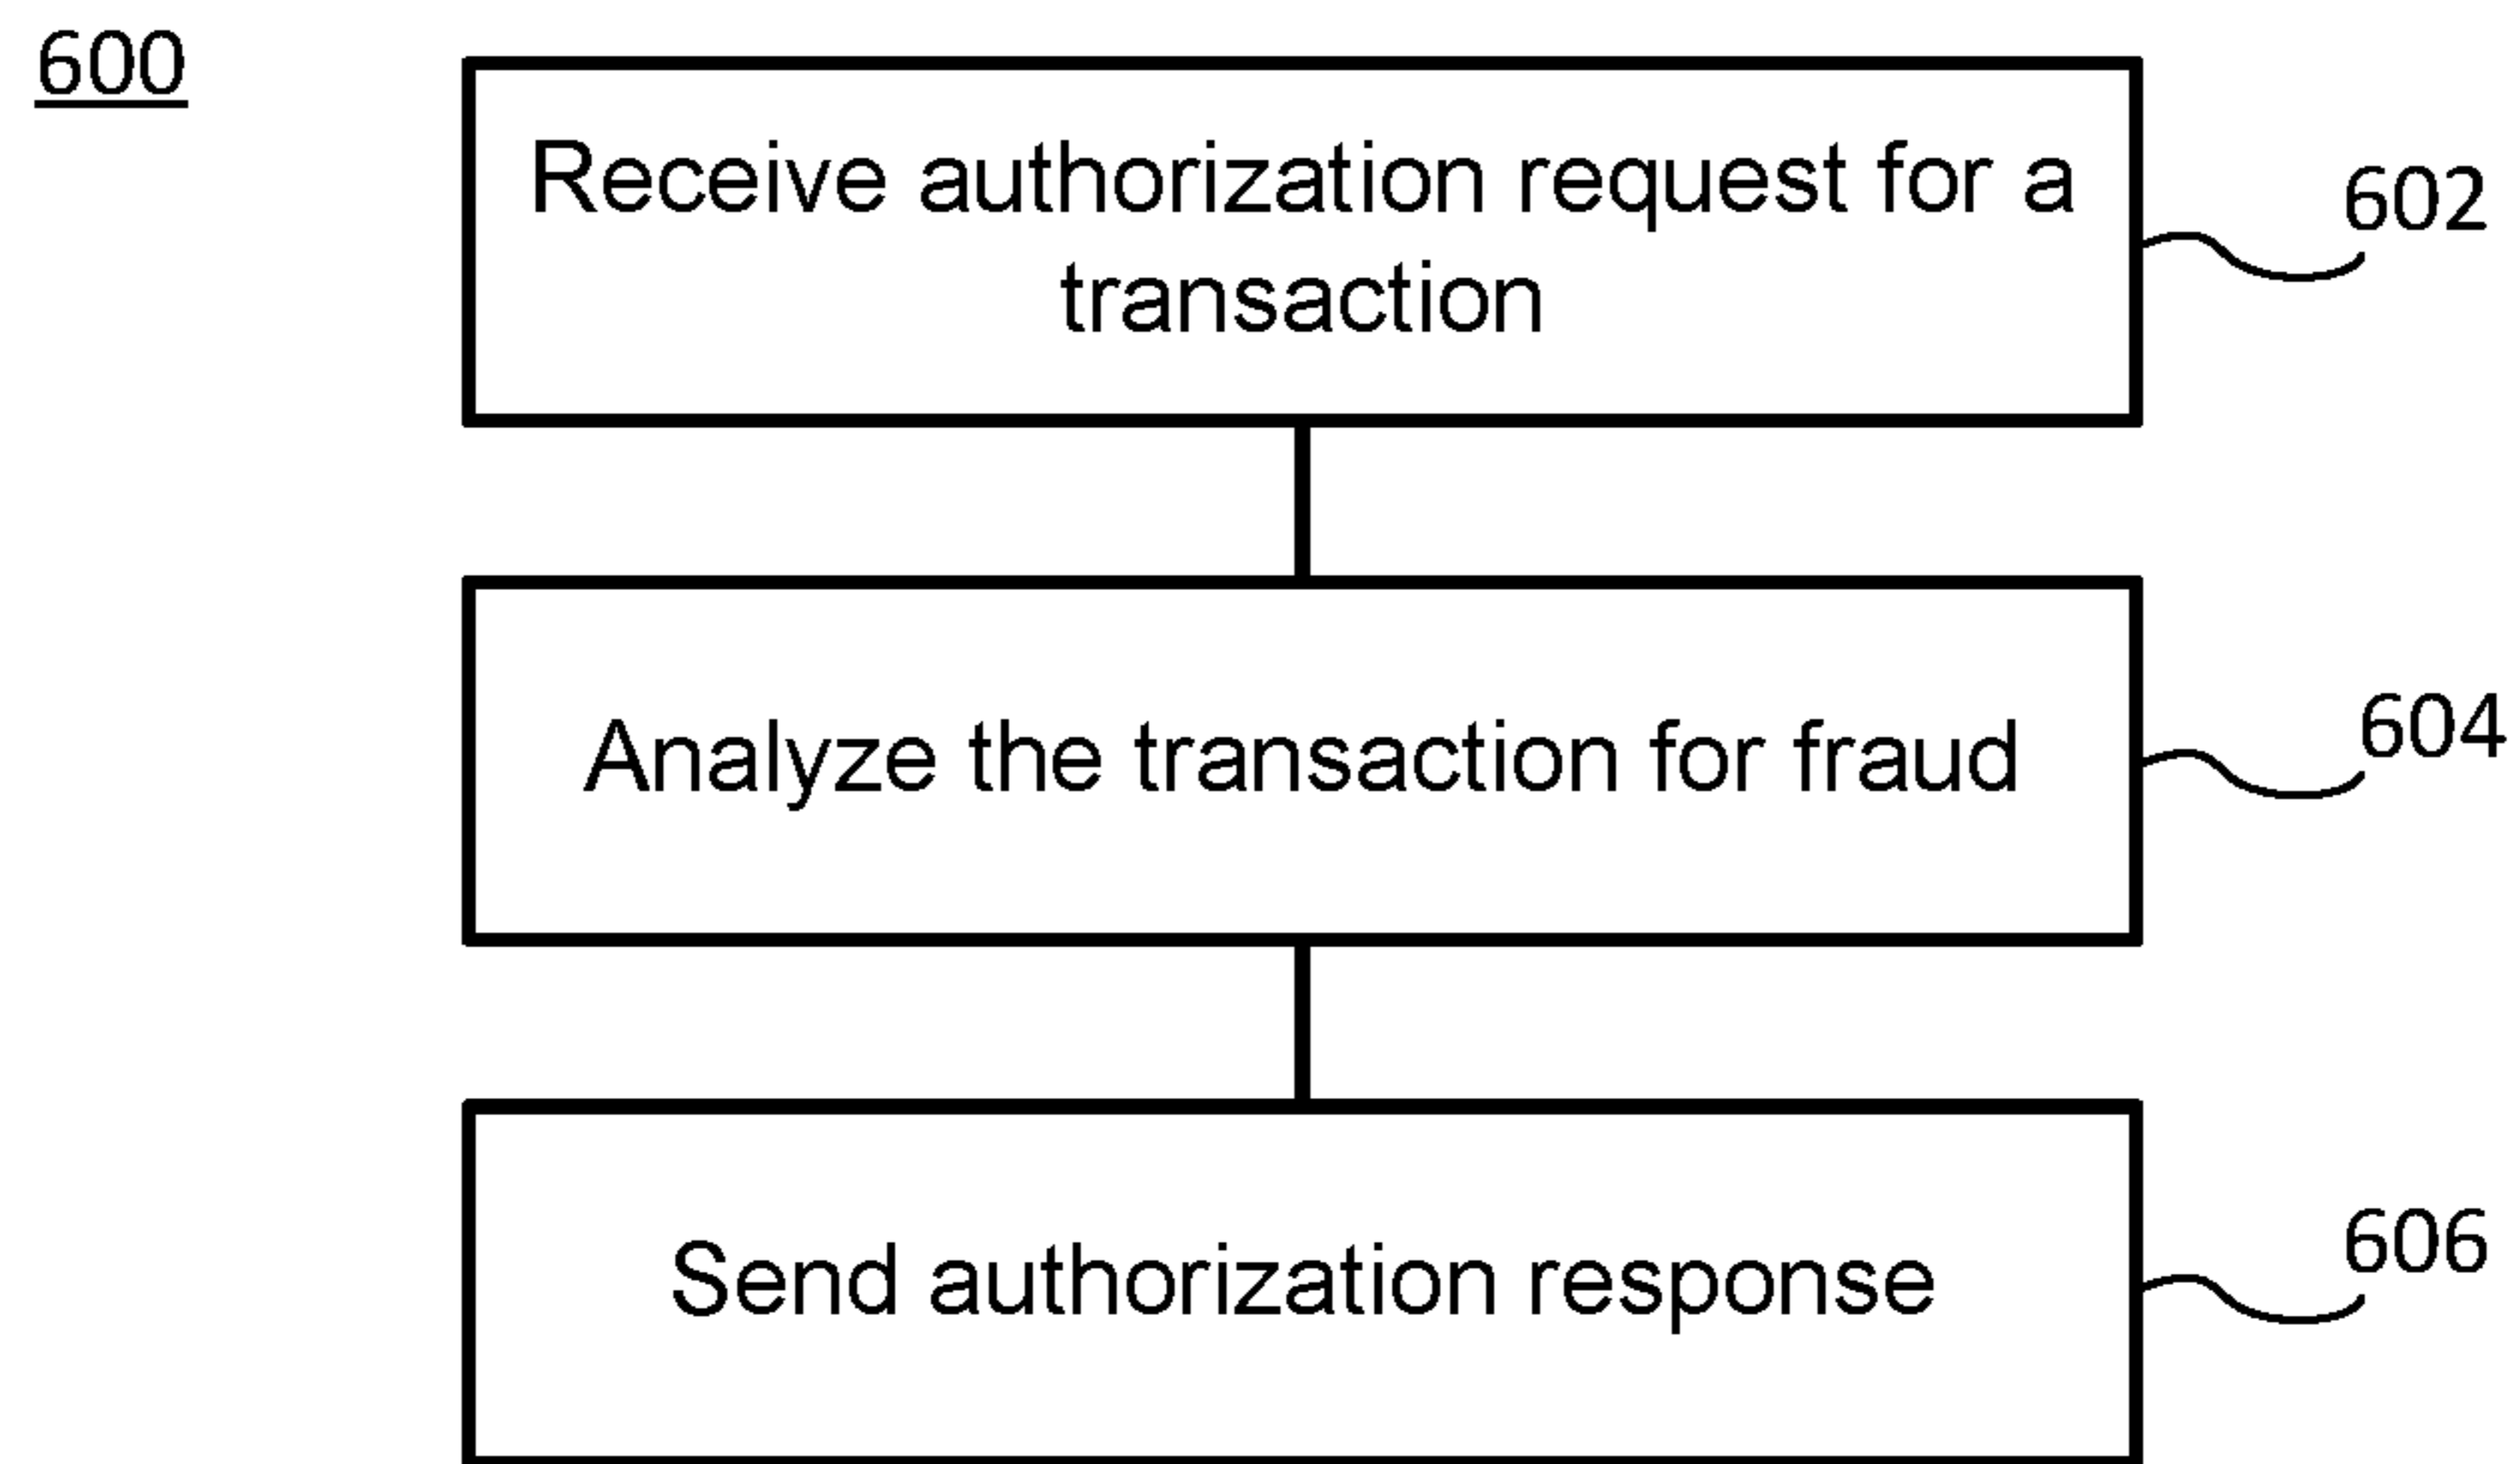 600
Receive authorization request for a
transaction
602
Analyze the transaction for fraud
604
Send authorization response
606